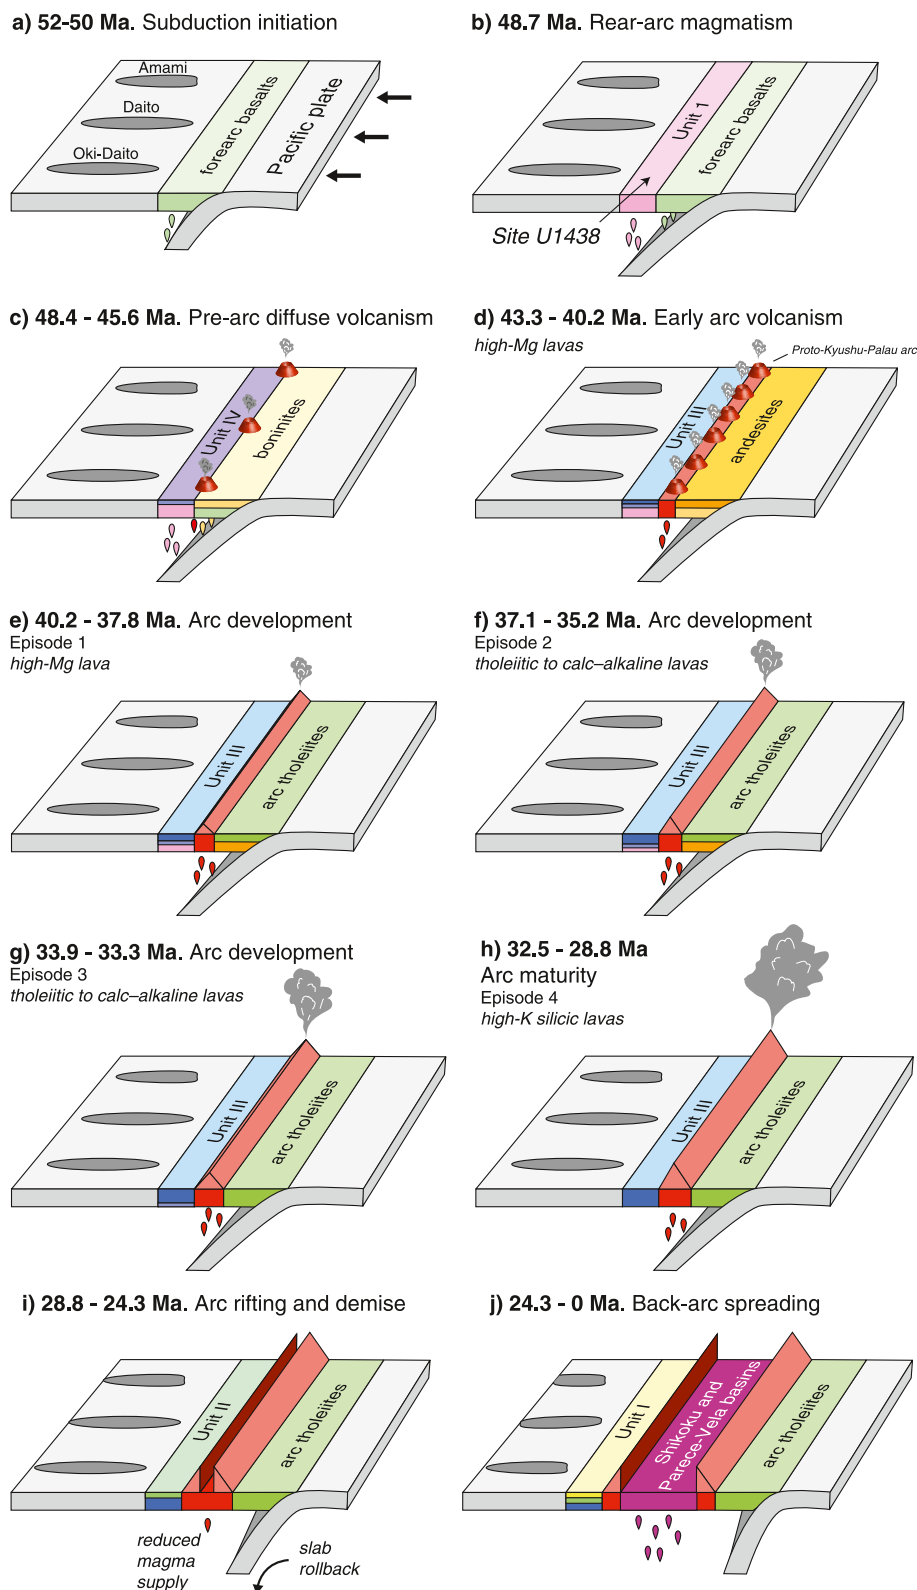 a) 52-50 Ma. Subduction initiation
Amami
Daito
Oki-Daito
forearc basalts
Pacific plate
b) 48.7 Ma. Rear-arc magmatism
Unit 1
forearc basalts
Site U1438
c) 48.4 - 45.6 Ma. Pre-arc diffuse volcanism
Unit IV
boninites
d) 43.3 - 40.2 Ma. Early arc volcanism
high-Mg lavas
Proto-Kyushu-Palau arc
Unit III
andesites
e) 40.2 - 37.8 Ma. Arc development
Episode 1
high-Mg lava
Unit III
arc tholeiites
f) 37.1 - 35.2 Ma. Arc development
Episode 2
tholeiitic to calc–alkaline lavas
Unit III
arc tholeiites
g) 33.9 - 33.3 Ma. Arc development
Episode 3
tholeiitic to calc–alkaline lavas
Unit III
arc tholeiites
h) 32.5 - 28.8 Ma
Arc maturity
Episode 4
high-K silicic lavas
Unit III
arc tholeiites
i) 28.8 - 24.3 Ma. Arc rifting and demise
Unit II
arc tholeiites
reduced
magma
supply
slab
rollback
j) 24.3 - 0 Ma. Back-arc spreading
Unit I
Shikoku and
Parece-Vela basins
arc tholeiites